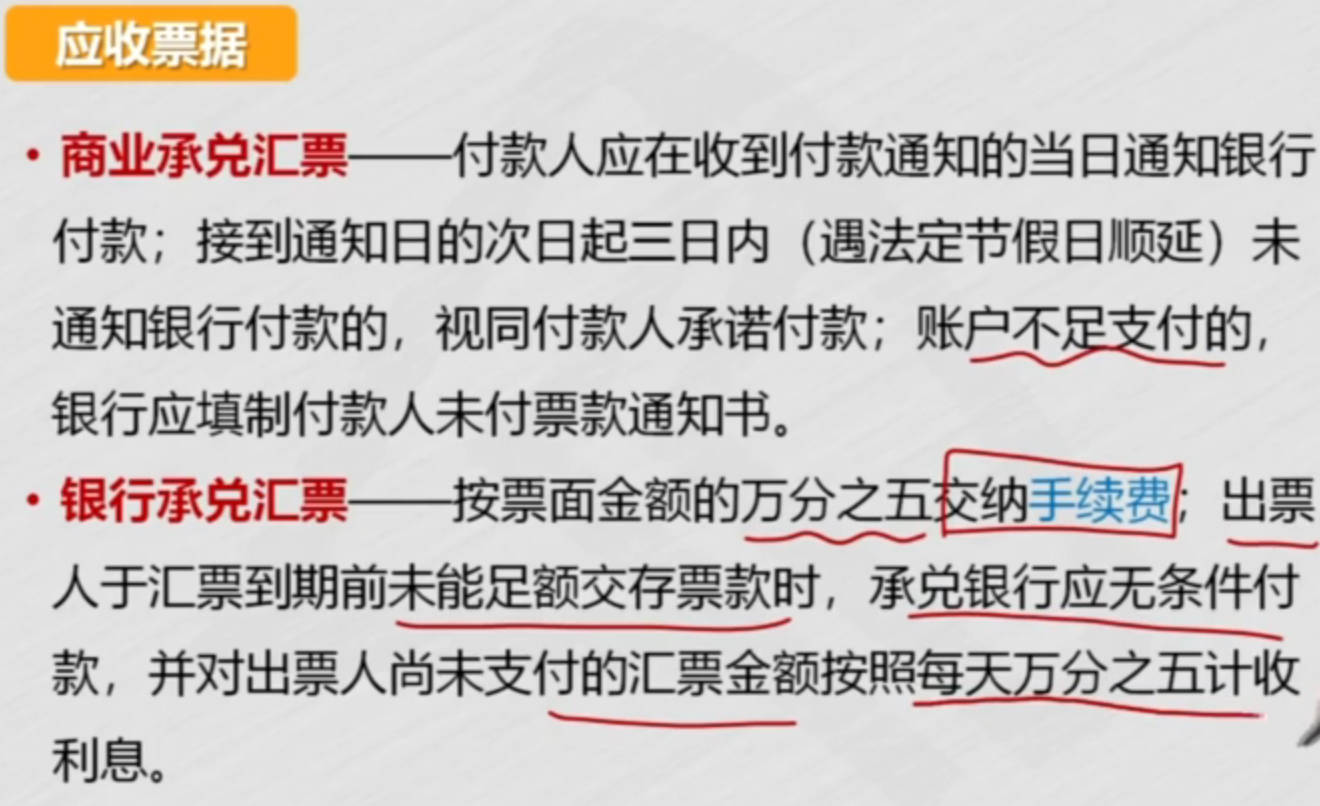 应收票据
• 商业承兑汇票——付款人应在收到付款通知的当日通知银行
付款；接到通知日的次日起三日内（遇法定节假日顺延）未
通知银行付款的，视同付款人承诺付款；账户不足支付的，
银行应填制付款人未付票款通知书。
• 银行承兑汇票——按票面金额的万分之五交纳手续费；出票
人于汇票到期前未能足额交存票款时，承兑银行应无条件付
款，并对出票人尚未支付的汇票金额按照每天万分之五计收
利息。